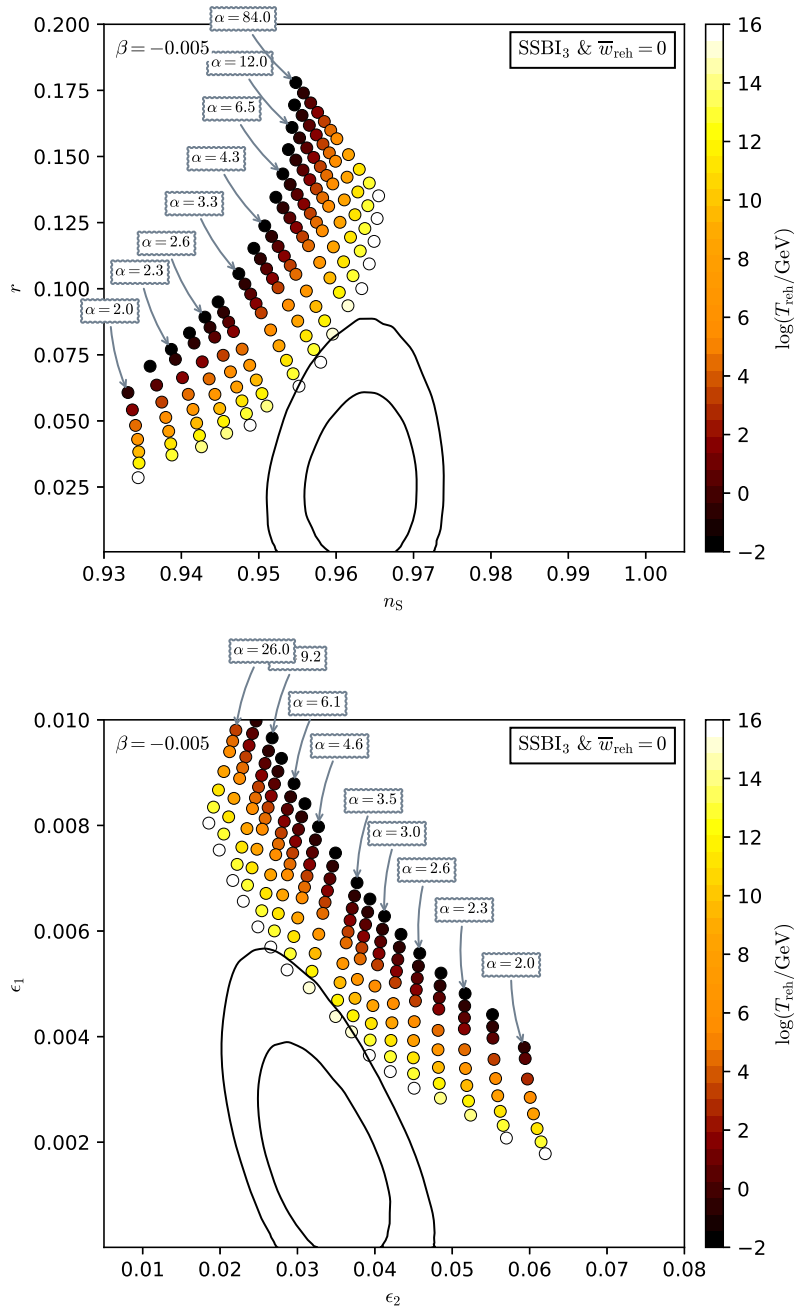 α = 84.0
0.200
β = −0.005
SSBI₃ & w̅_reh = 0
16
α = 12.0
0.175
14
α = 6.5
12
0.150
α = 4.3
10
0.125
α = 3.3
8
α = 2.6
r
log(T_reh/GeV)
0.100
α = 2.3
6
α = 2.0
0.075
4
0.050
2
0.025
0
−2
0.93 0.94 0.95 0.96 0.97 0.98 0.99 1.00
n_S
α = 26.0
9.2
α = 6.1
0.010
β = −0.005
SSBI₃ & w̅_reh = 0
16
α = 4.6
14
α = 3.5
0.008
12
α = 3.0
α = 2.6
10
0.006
α = 2.3
8
α = 2.0
ϵ₁
log(T_reh/GeV)
6
0.004
4
0.002
2
0
−2
0.01 0.02 0.03 0.04 0.05 0.06 0.07 0.08
ϵ₂